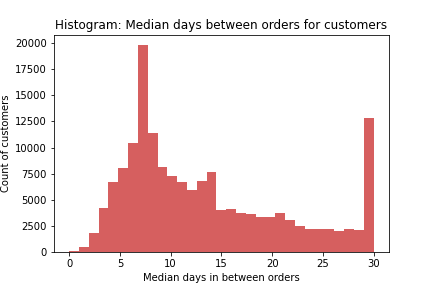 Histogram: Median days between orders for customers
20000
17500
15000
12500
10000
7500
5000
2500
0
Count of customers
0 5 10 15 20 25 30
Median days in between orders